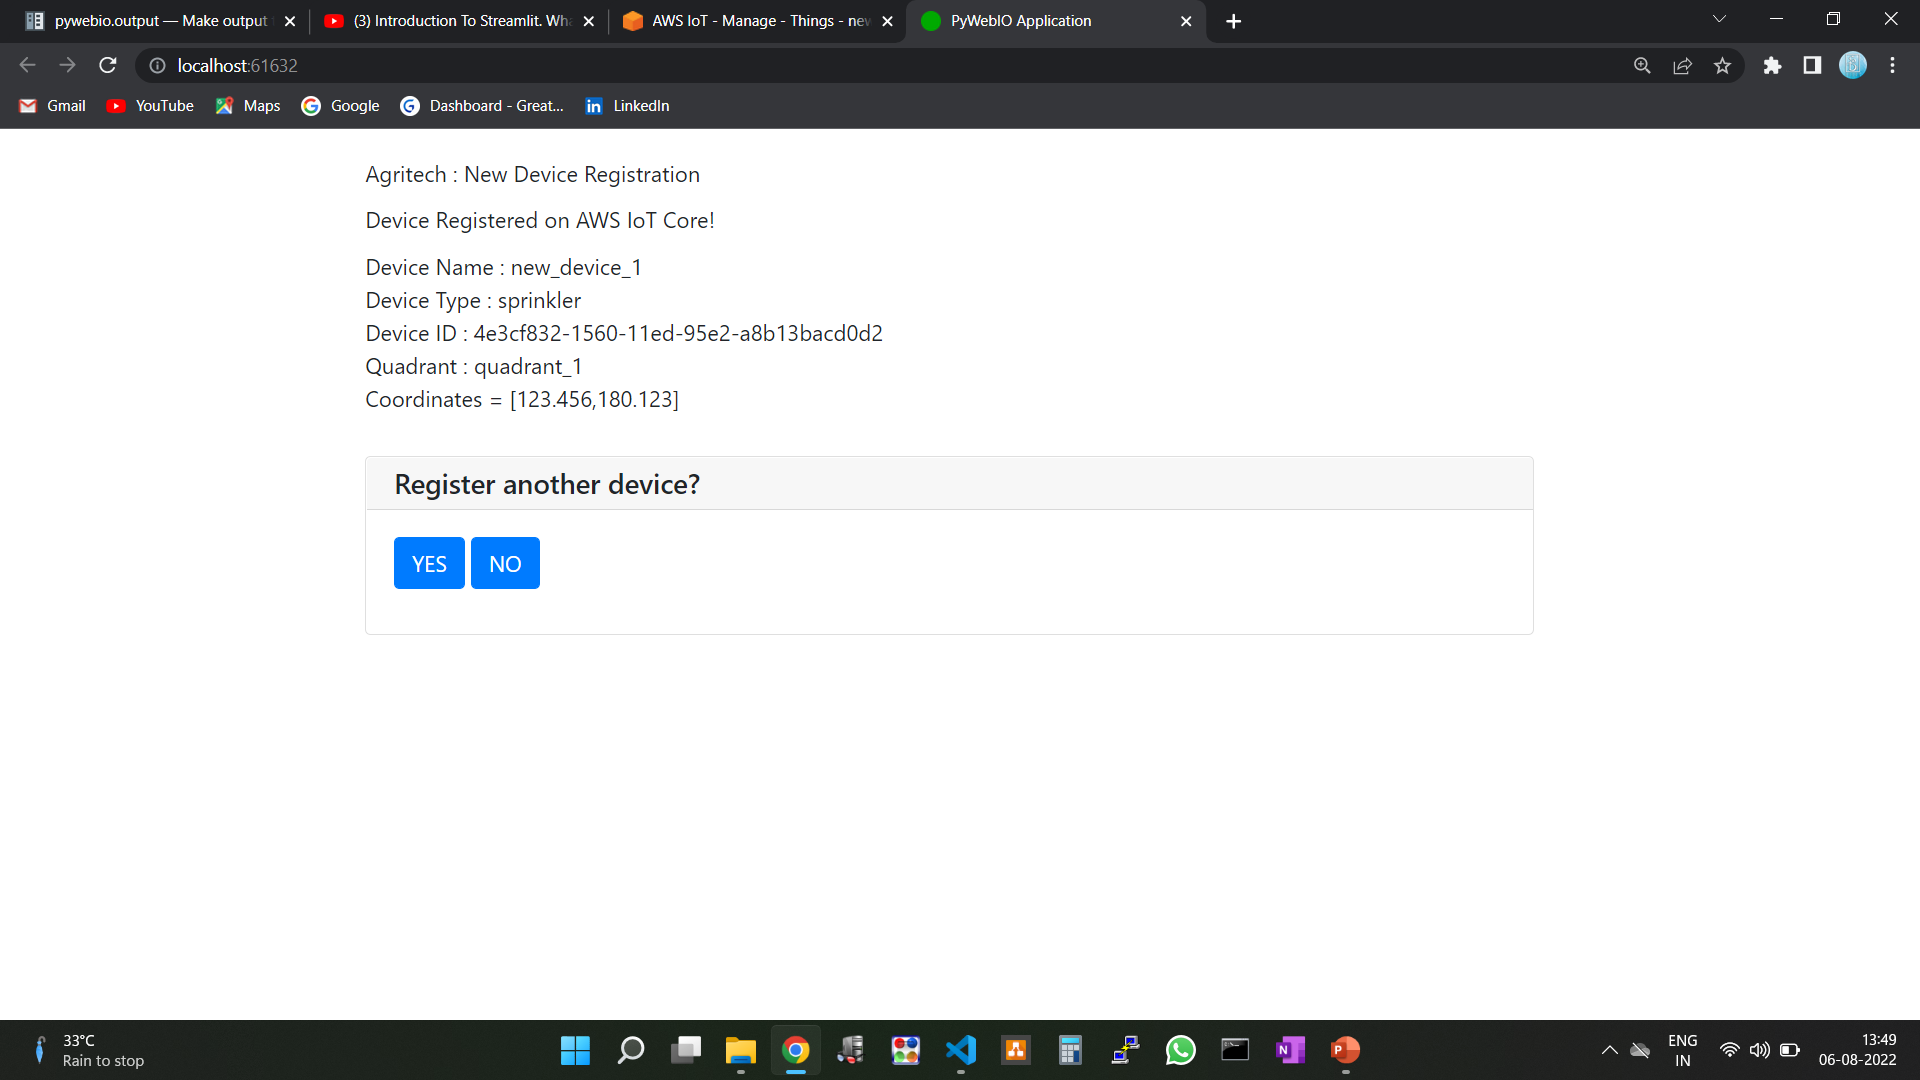 pywebio.output — Make output
(3) Introduction To Streamlit. Wh
AWS IoT - Manage - Things - new
PyWebIO Application
localhost:61632
Gmail
YouTube
Maps
Google
Dashboard - Great...
LinkedIn
Agritech : New Device Registration
Device Registered on AWS IoT Core!
Device Name : new_device_1
Device Type : sprinkler
Device ID : 4e3cf832-1560-11ed-95e2-a8b13bacd0d2
Quadrant : quadrant_1
Coordinates = [123.456,180.123]
Register another device?
YES NO
33°C
Rain to stop
ENG
IN
13:49
06-08-2022